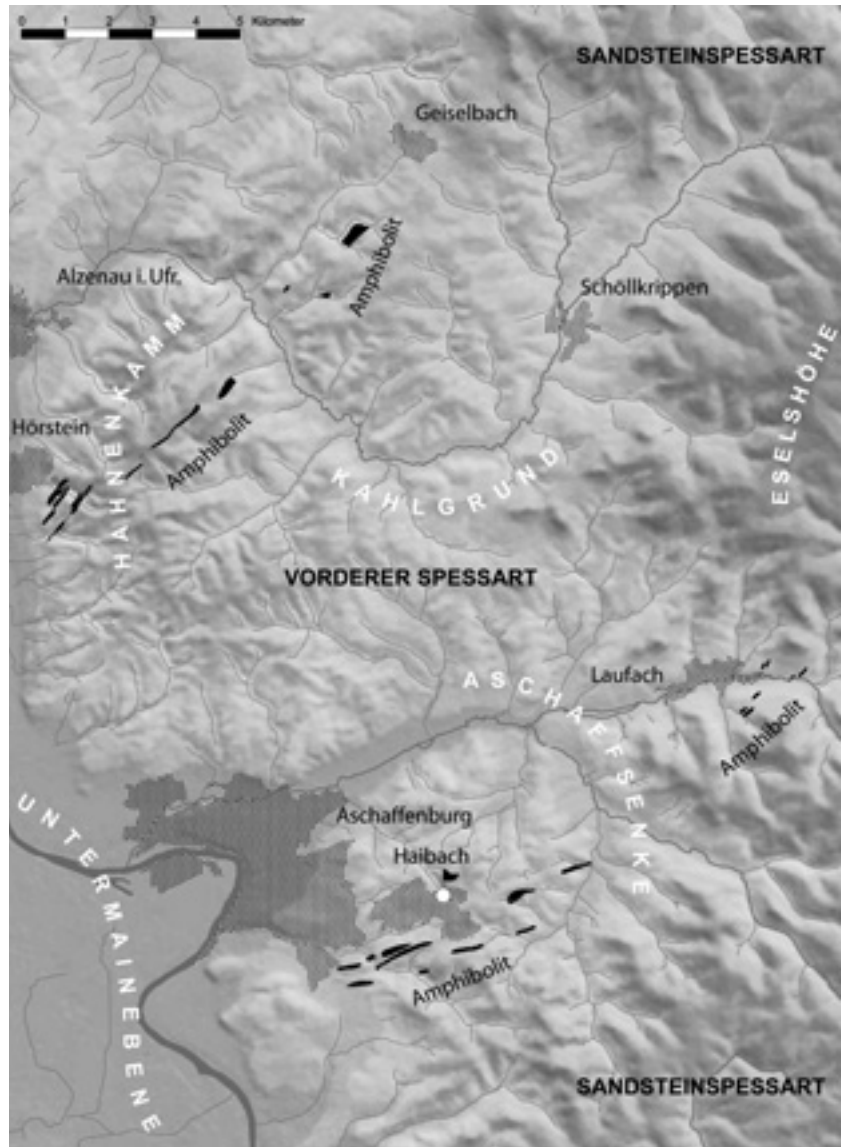 0 1 2 3 4 5 Kilometer
SANDSTEINSPESSART
Geiselbach
Amphibolit
Alzenau i. Ufr.
Schöllkrippen
HAHNENKAMM
ESELSHÖHE
Hörstein
Amphibolit
KAHLGRUND
VORDERER SPESSART
ASCHAFFSENKE
Laufach
Amphibolit
UNTERMAINEBENE
Aschaffenburg
Haibach
Amphibolit
SANDSTEINSPESSART